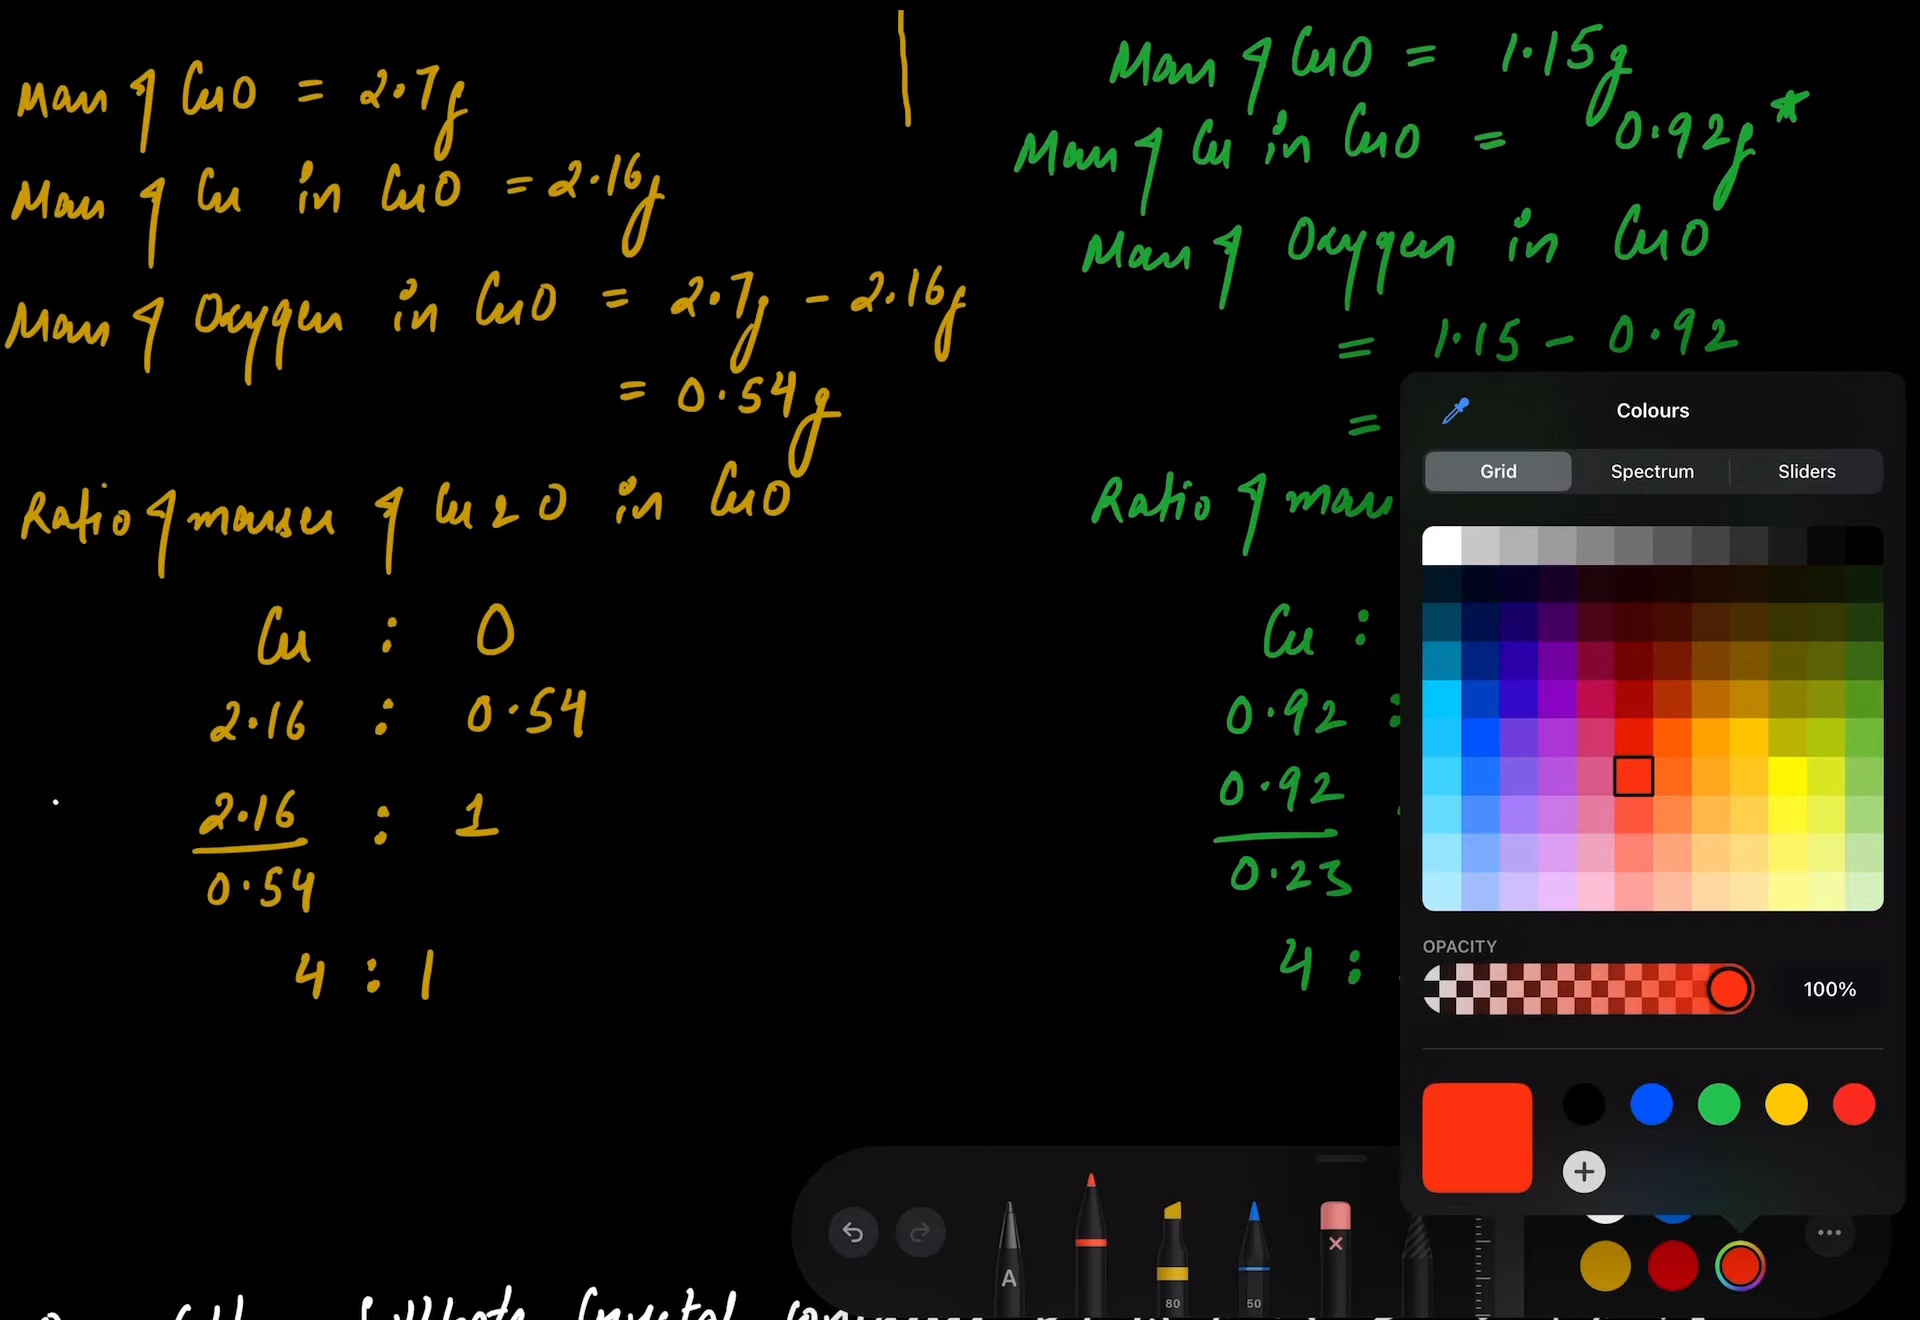 Mass of CuO = 2.7g
Mass of Cu in CuO = 2.16g
Mass of Oxygen in CuO = 2.7g - 2.16g
= 0.54g
Ratio of masses of Cu & O in CuO
Cu : O
2.16 : 0.54
2.16 : 1
0.54
4 : 1
Mass of CuO = 1.15g
Mass of Cu in CuO = 0.92g *
Mass of Oxygen in CuO
= 1.15 - 0.92
=
Ratio of mass
Cu :
0.92 :
0.92
0.23
4 :
Colours
Grid Spectrum Sliders
OPACITY
100%
A 80 50